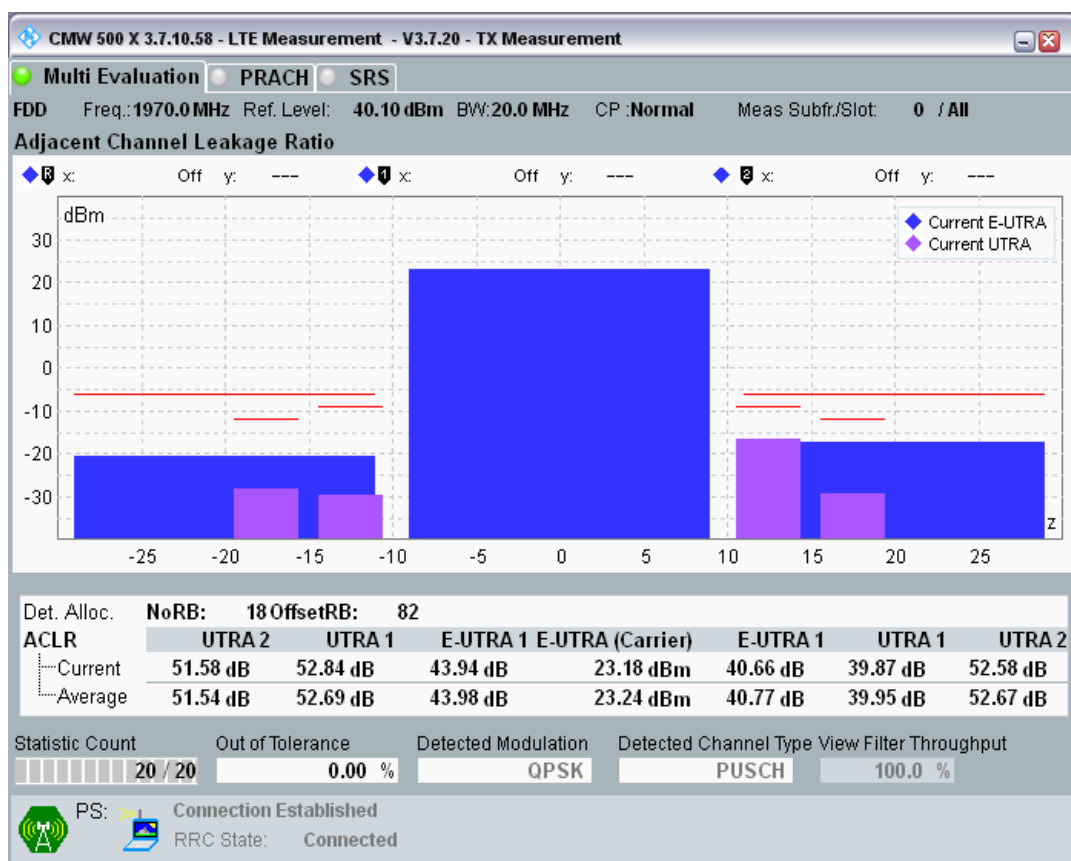 CMW 500 X 3.7.10.58 - LTE Measurement - V3.7.20 - TX Measurement
Multi Evaluation PRACH SRS
FDD Freq.: 1970.0 MHz Ref. Level: 40.10 dBm BW: 20.0 MHz CP : Normal Meas Subfr./Slot: 0 / All
Adjacent Channel Leakage Ratio
R x: Off y: --- 1 x: Off y: --- 2 x: Off y: ---
dBm
Current E-UTRA
Current UTRA
30
20
10
0
-10
-20
-30
z
-25 -20 -15 -10 -5 0 5 10 15 20 25
Det. Alloc. NoRB: 18 OffsetRB: 82
ACLR UTRA 2 UTRA 1 E-UTRA 1 E-UTRA (Carrier) E-UTRA 1 UTRA 1 UTRA 2
Current 51.58 dB 52.84 dB 43.94 dB 23.18 dBm 40.66 dB 39.87 dB 52.58 dB
Average 51.54 dB 52.69 dB 43.98 dB 23.24 dBm 40.77 dB 39.95 dB 52.67 dB
Statistic Count Out of Tolerance Detected Modulation Detected Channel Type View Filter Throughput
20 / 20 0.00 % QPSK PUSCH 100.0 %
PS: Connection Established
RRC State: Connected